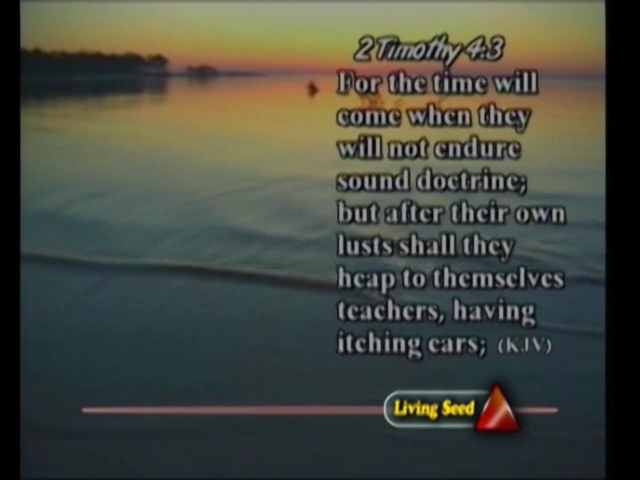 2 Timothy 4:3
For the time will
come when they
will not endure
sound doctrine;
but after their own
lusts shall they
heap to themselves
teachers, having
itching ears; (KJV)
Living Seed